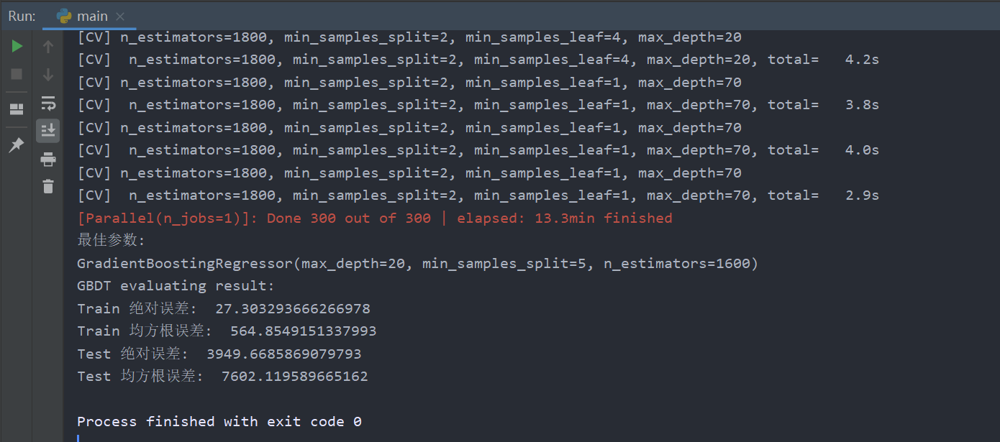 Run: main
[CV] n_estimators=1800, min_samples_split=2, min_samples_leaf=4, max_depth=20
[CV]  n_estimators=1800, min_samples_split=2, min_samples_leaf=4, max_depth=20, total=   4.2s
[CV] n_estimators=1800, min_samples_split=2, min_samples_leaf=1, max_depth=70
[CV]  n_estimators=1800, min_samples_split=2, min_samples_leaf=1, max_depth=70, total=   3.8s
[CV] n_estimators=1800, min_samples_split=2, min_samples_leaf=1, max_depth=70
[CV]  n_estimators=1800, min_samples_split=2, min_samples_leaf=1, max_depth=70, total=   4.0s
[CV] n_estimators=1800, min_samples_split=2, min_samples_leaf=1, max_depth=70
[CV]  n_estimators=1800, min_samples_split=2, min_samples_leaf=1, max_depth=70, total=   2.9s
[Parallel(n_jobs=1)]: Done 300 out of 300 | elapsed: 13.3min finished
最佳参数:
GradientBoostingRegressor(max_depth=20, min_samples_split=5, n_estimators=1600)
GBDT evaluating result:
Train 绝对误差:  27.303293666266978
Train 均方根误差:  564.8549151337993
Test 绝对误差:  3949.6685869079793
Test 均方根误差:  7602.119589665162
Process finished with exit code 0